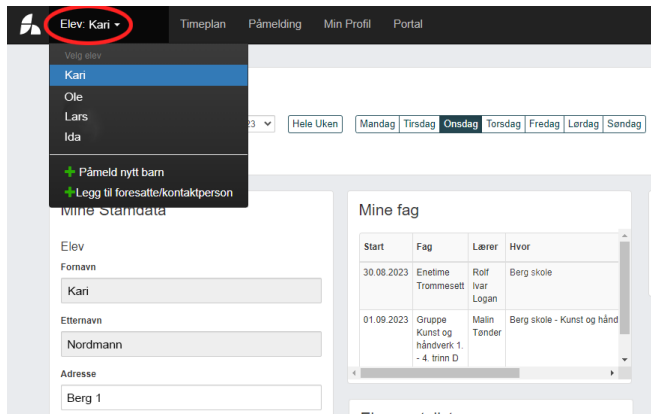 Elev: Kari
Timeplan
Påmelding
Min Profil
Portal
Velg elev
Kari
Ole
Lars
Ida
Påmeld nytt barn
Legg til foresatte/kontaktperson
23
Hele Uken
Mandag Tirsdag Onsdag Torsdag Fredag Lørdag Søndag
Mine Stamdata
Elev
Fornavn
Kari
Etternavn
Nordmann
Adresse
Berg 1
Mine fag
Start Fag Lærer Hvor
30.08.2023 Enetime Rolf Berg skole
Trommesett Ivar
Logan
01.09.2023 Gruppe Malin Berg skole - Kunst og hånd
Kunst og Tønder
håndverk 1.
- 4. trinn D